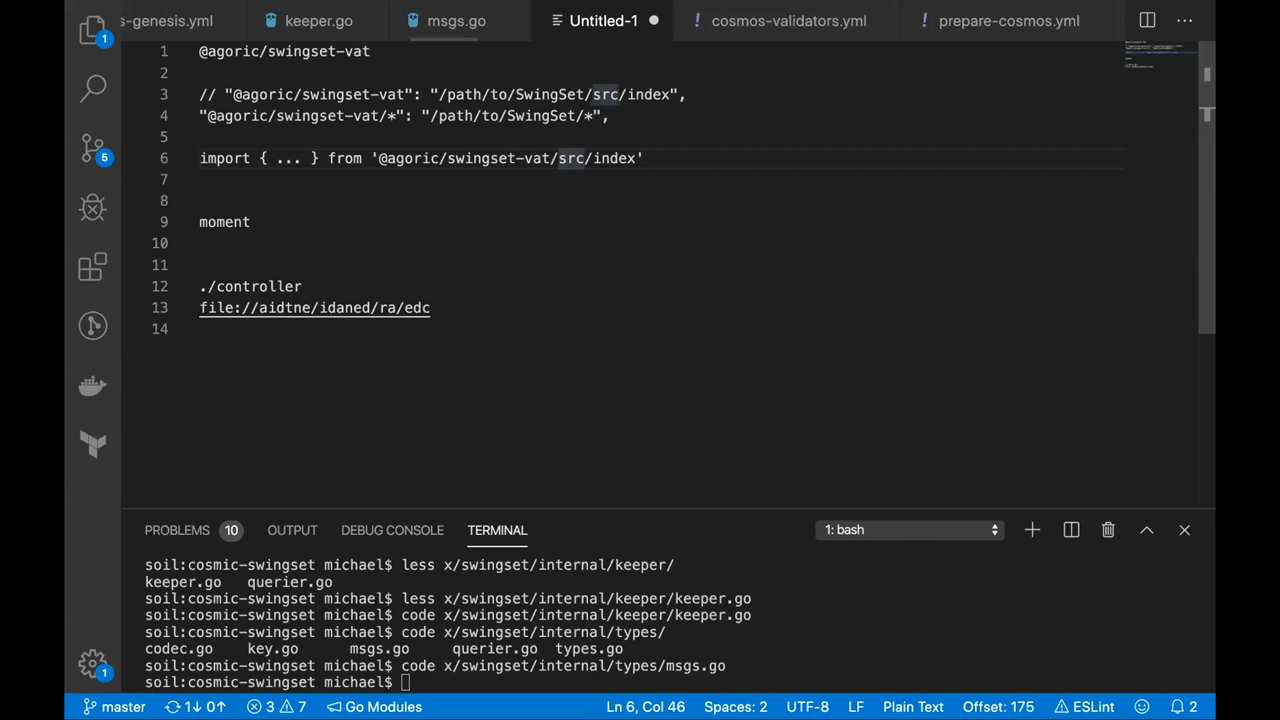 s-genesis.yml keeper.go msgs.go Untitled-1 ! cosmos-validators.yml ! prepare-cosmos.yml ...
1 @agoric/swingset-vat
2
3 // "@agoric/swingset-vat": "/path/to/SwingSet/src/index",
4 "@agoric/swingset-vat/*": "/path/to/SwingSet/*",
5
6 import { ... } from '@agoric/swingset-vat/src/index'
7
8
9 moment
10
11
12 ./controller
13 file://aidtne/idaned/ra/edc
14
1
5
1
PROBLEMS 10 OUTPUT DEBUG CONSOLE TERMINAL 1: bash
soil:cosmic-swingset michael$ less x/swingset/internal/keeper/
keeper.go querier.go
soil:cosmic-swingset michael$ less x/swingset/internal/keeper/keeper.go
soil:cosmic-swingset michael$ code x/swingset/internal/keeper/keeper.go
soil:cosmic-swingset michael$ code x/swingset/internal/types/
codec.go key.go msgs.go querier.go types.go
soil:cosmic-swingset michael$ code x/swingset/internal/types/msgs.go
soil:cosmic-swingset michael$
master 1↓ 0↑ 3 7 Go Modules Ln 6, Col 46 Spaces: 2 UTF-8 LF Plain Text Offset: 175 ESLint 2